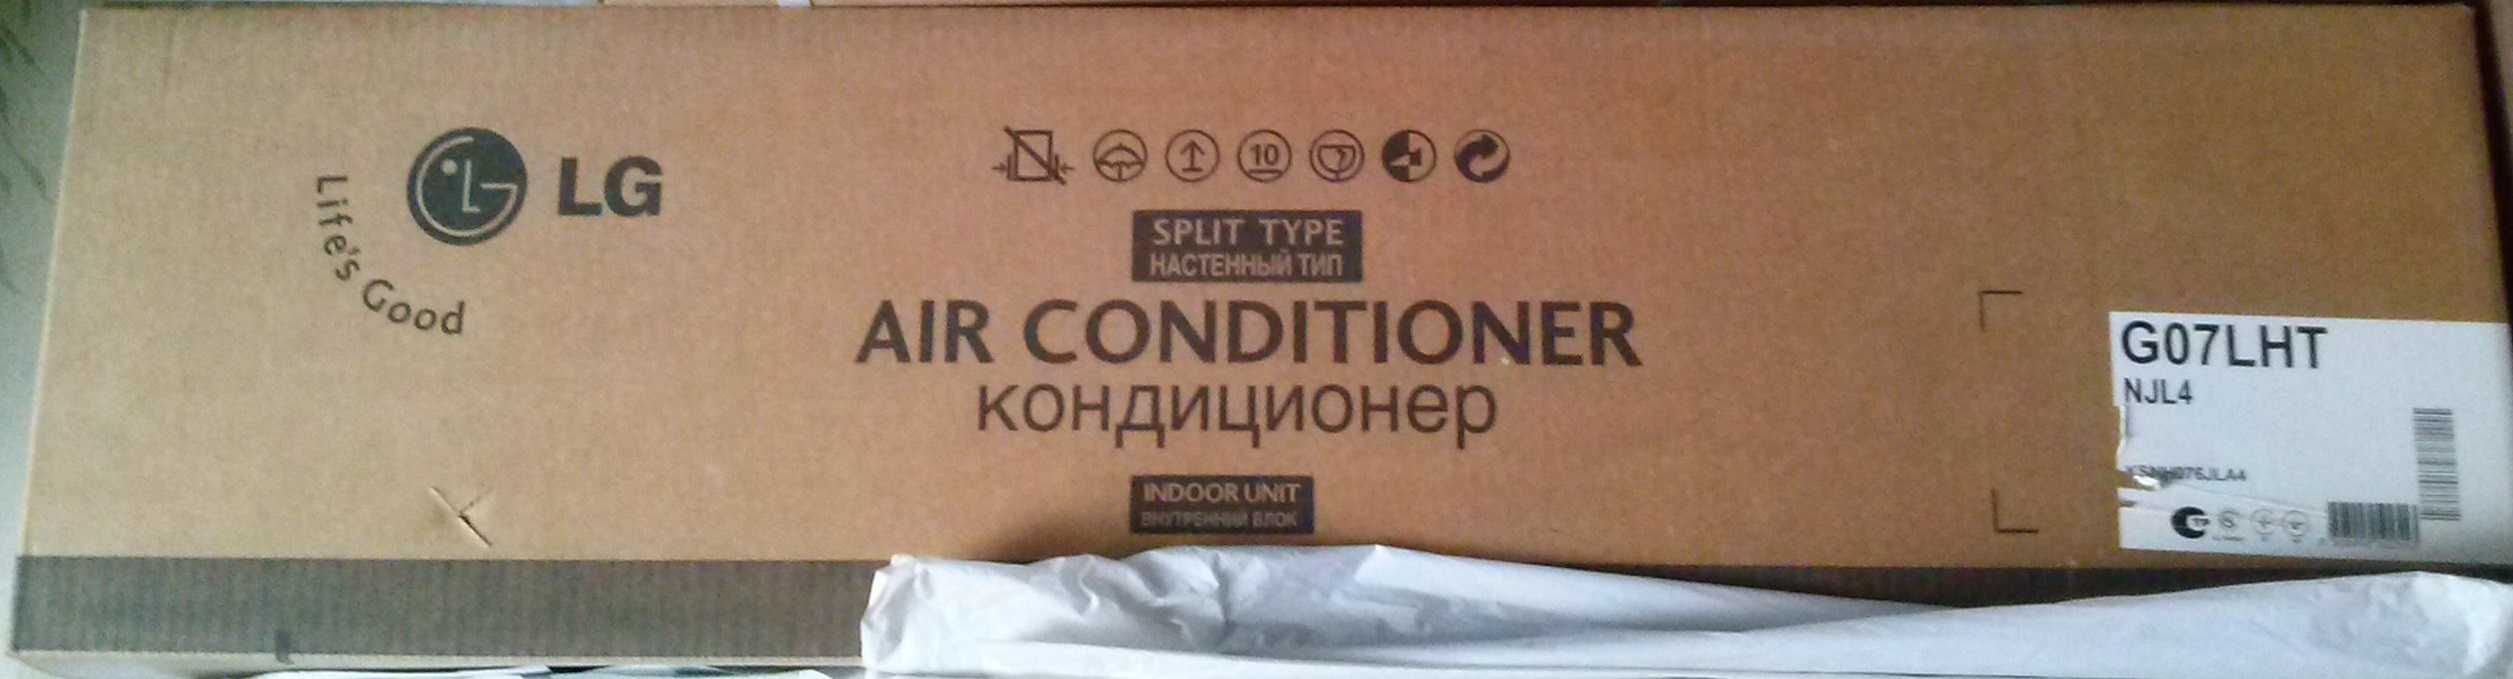 LG
Life's Good
10
SPLIT TYPE
НАСТЕННЫЙ ТИП
AIR CONDITIONER
кондиционер
INDOOR UNIT
ВНУТРЕННИЙ БЛОК
G07LHT
NJL4